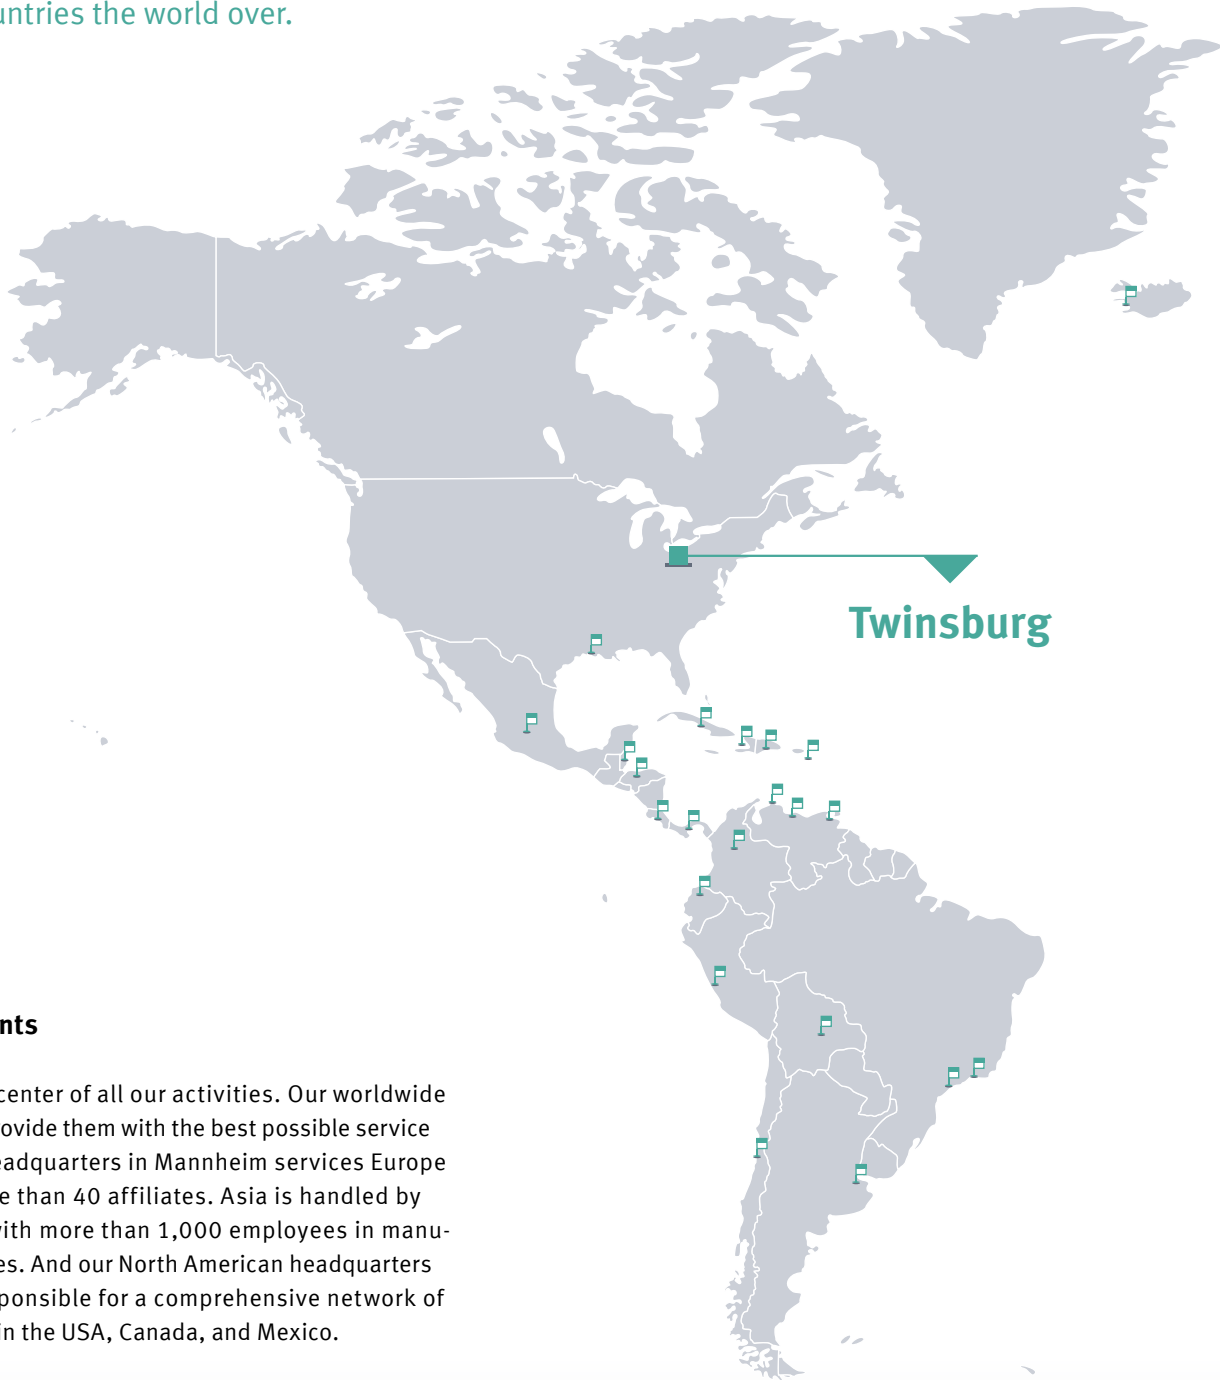 untries the world over.
Twinsburg
nts
center of all our activities. Our worldwide
ovide them with the best possible service
eadquarters in Mannheim services Europe
e than 40 affiliates. Asia is handled by
vith more than 1,000 employees in manu-
es. And our North American headquarters
ponsible for a comprehensive network of
in the USA, Canada, and Mexico.